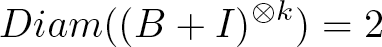 $Diam((B+I)^{\otimes k}) = 2$